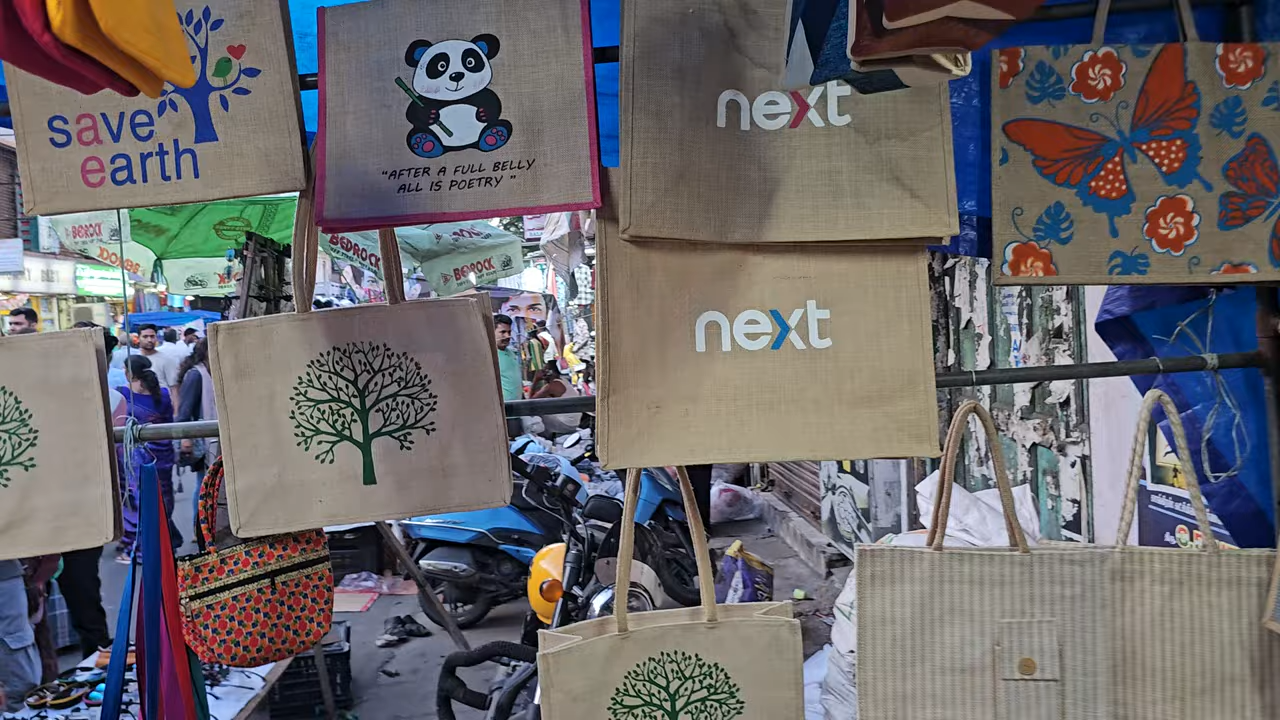 save
earth
"AFTER A FULL BELLY
ALL IS POETRY"
next
next
BEDROCK
BEDROCK